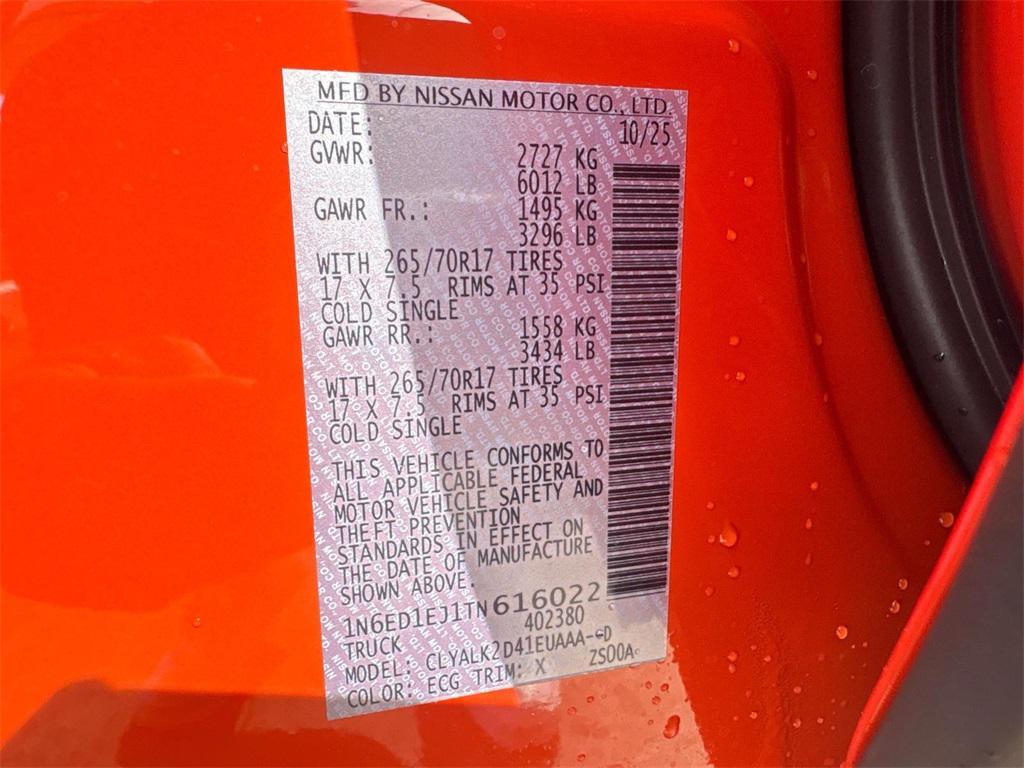 MFD BY NISSAN MOTOR CO., LTD.
DATE: 10/25
GVWR: 2727 KG
6012 LB
GAWR FR.: 1495 KG
3296 LB
WITH 265/70R17 TIRES
17 X 7.5 RIMS AT 35 PSI
COLD SINGLE
GAWR RR.: 1558 KG
3434 LB
WITH 265/70R17 TIRES
17 X 7.5 RIMS AT 35 PSI
COLD SINGLE
THIS VEHICLE CONFORMS TO
ALL APPLICABLE FEDERAL
MOTOR VEHICLE SAFETY AND
THEFT PREVENTION
STANDARDS IN EFFECT ON
THE DATE OF MANUFACTURE
SHOWN ABOVE.
1N6ED1EJ1TN616022
TRUCK 402380
MODEL: CLYALK2D41EUAAA--D
COLOR: ECG TRIM: X ZS00A